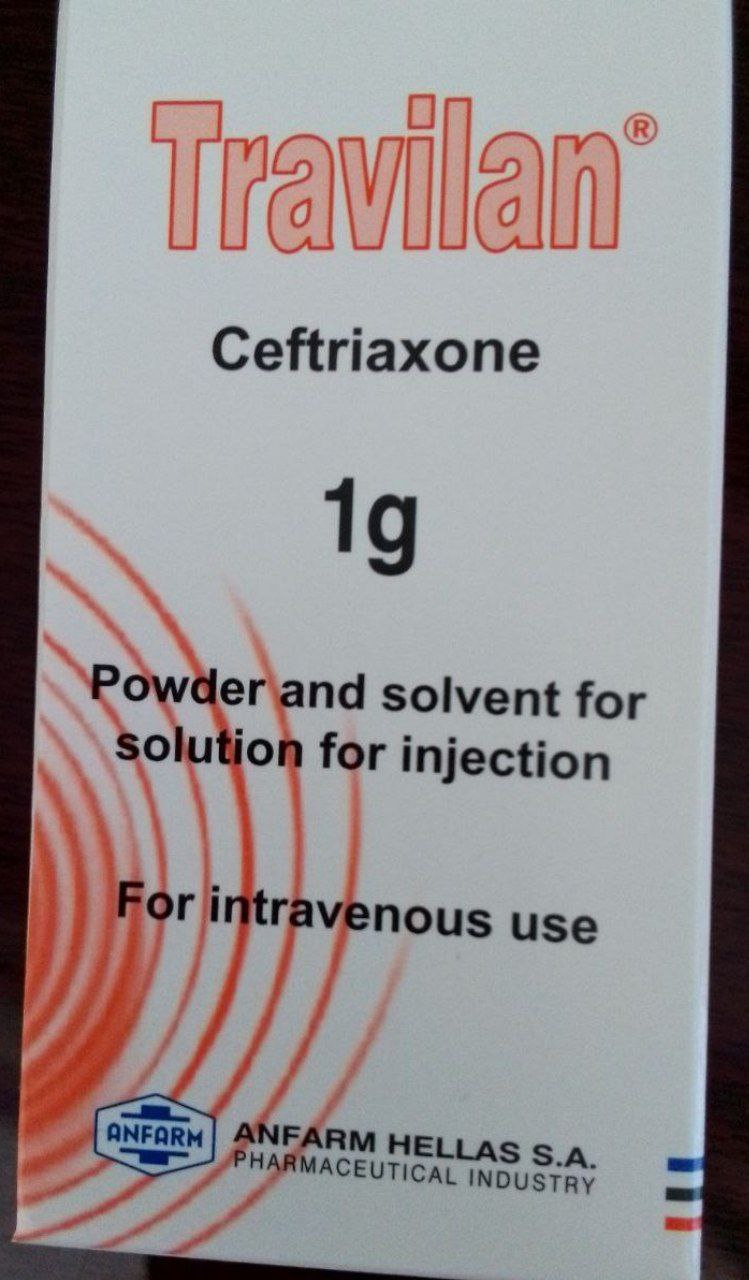 Travilan®
Ceftriaxone
1g
Powder and solvent for
solution for injection
For intravenous use
ANFARM
ANFARM HELLAS S.A.
PHARMACEUTICAL INDUSTRY